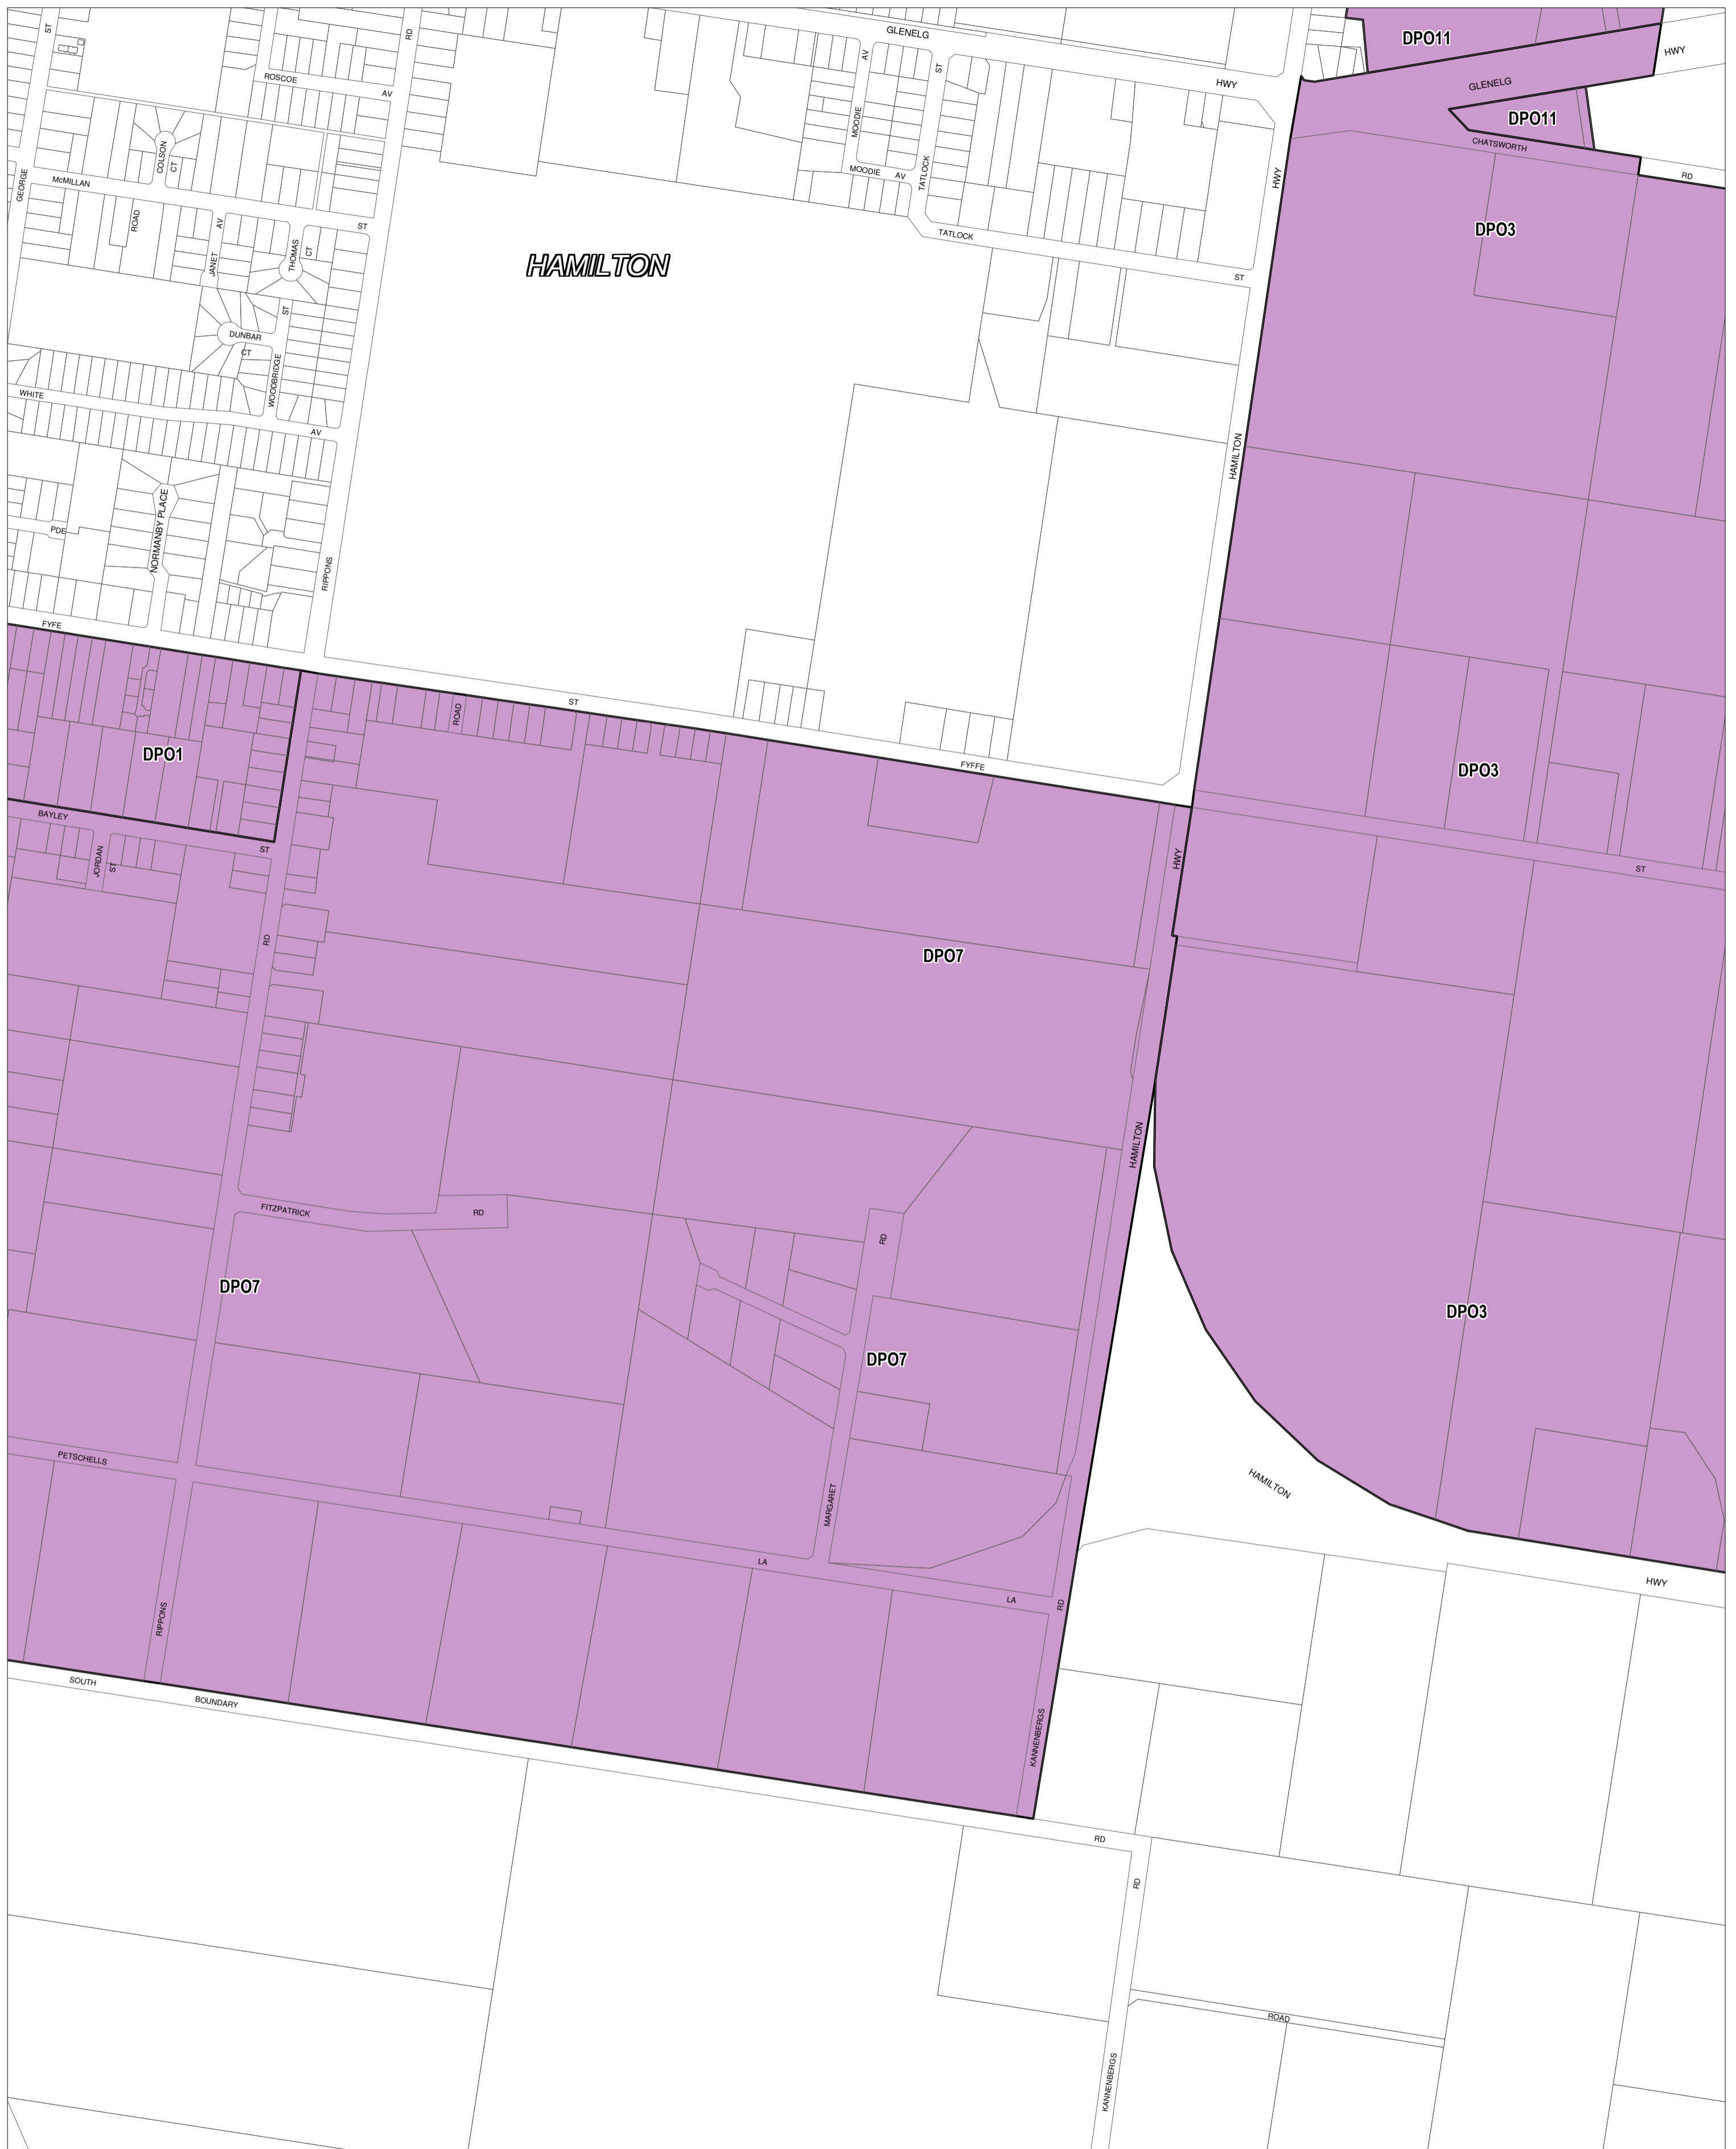 ST
RD
GLENELG
DPO11
HWY
ROSCOE
AV
AV
ST
HWY
GLENELG
MOODIE
DPO11
COLSON
CT
CHATSWORTH
GEORGE
McMILLAN
MOODIE AV
TATLOCK
HWY
RD
ROAD
AV
ST
TATLOCK
DPO3
JANET
THOMAS
CT
HAMILTON
ST
ST
DUNBAR
CT
WOODBRIDGE
WHITE
AV
HAMILTON
NORMANBY PLACE
PDE
RIPPONS
FYFE
ST
ROAD
DPO1
FYFFE
DPO3
BAYLEY
ST
JORDAN
ST
HWY
ST
RD
DPO7
HAMILTON
FITZPATRICK
RD
RD
DPO7
DPO3
DPO7
PETSCHELLS
HAMILTON
MARGARET
LA
HWY
LA
RD
RIPPONS
SOUTH
BOUNDARY
KANNENBERGS
RD
RD
ROAD
KANNENBERGS